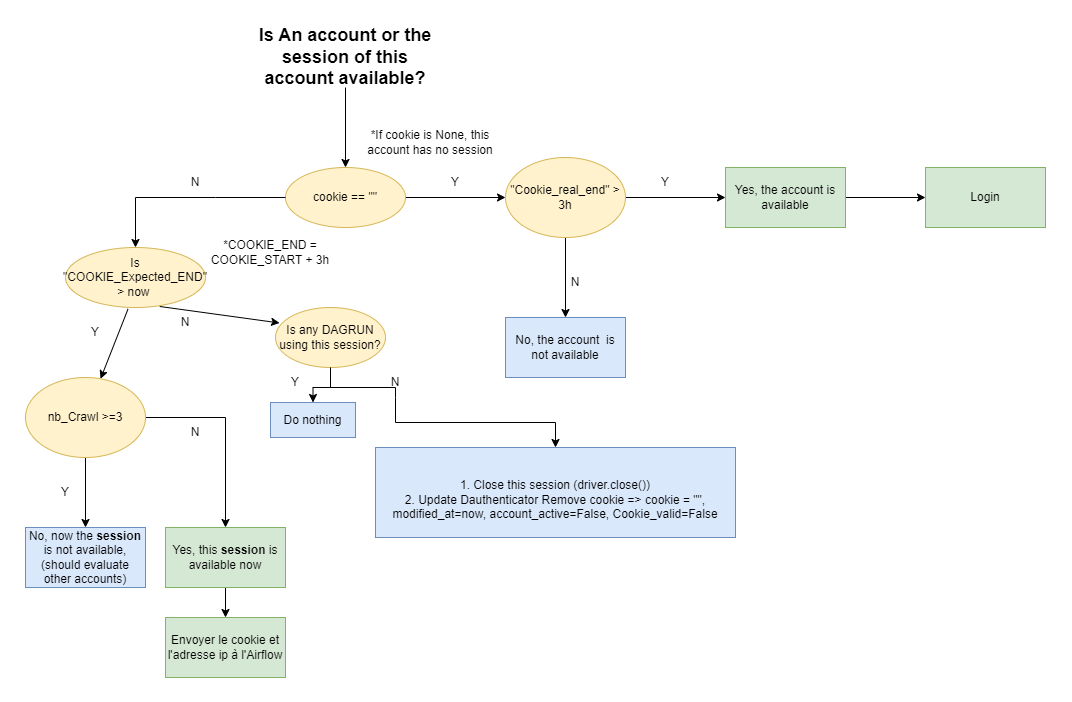 Is An account or the
session of this
account available?
*If cookie is None, this
account has no session
N
cookie == ""
Y
"Cookie_real_end" >
3h
Y
Yes, the account is
available
Login
*COOKIE_END =
COOKIE_START + 3h
Is
"COOKIE_Expected_END"
> now
N
No, the account is
not available
Y
N
Is any DAGRUN
using this session?
Y
N
nb_Crawl >=3
N
Do nothing
1. Close this session (driver.close())
2. Update Dauthenticator Remove cookie => cookie = "",
modified_at=now, account_active=False, Cookie_valid=False
Y
No, now the session
is not available,
(should evaluate
other accounts)
Yes, this session is
available now
Envoyer le cookie et
l'adresse ip à l'Airflow